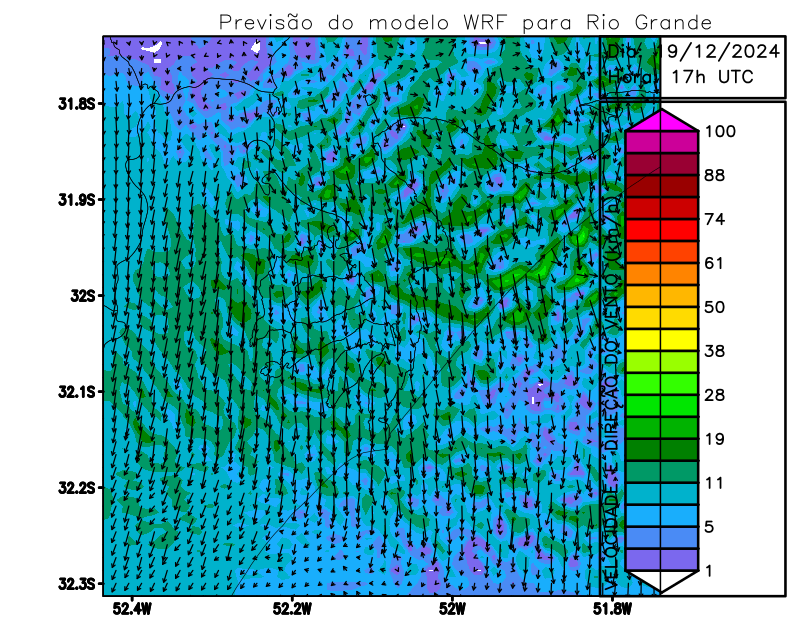 Previsão do modelo WRF para Rio Grande
Dia: 19/12/2024
Hora: 17h UTC
31.8S
31.9S
32S
32.1S
32.2S
32.3S
52.4W
52.2W
52W
51.8W
VELOCIDADE E DIREÇÃO DO VENTO (km/h)
100
88
74
61
50
38
28
19
11
5
1